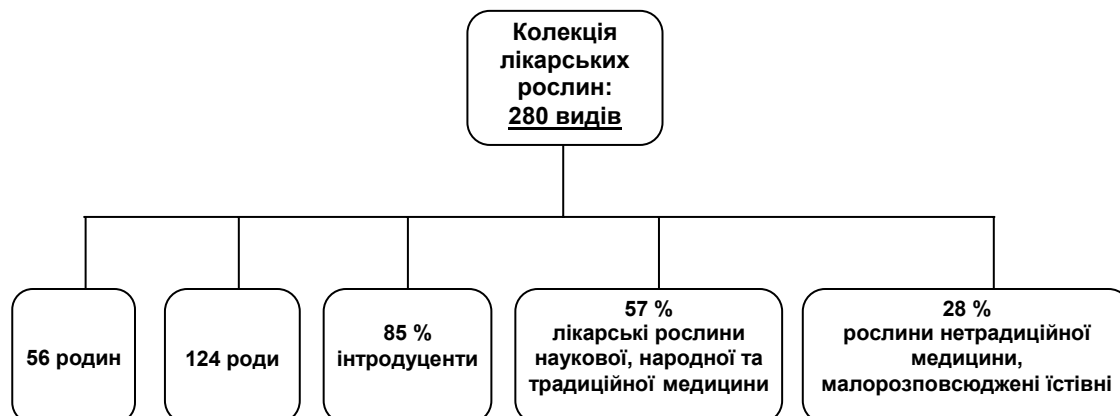 Колекція
лікарських
рослин:
280 видів
56 родин
124 роди
85 %
інтродуценти
57 %
лікарські рослини
наукової, народної та
традиційної медицини
28 %
рослини нетрадиційної
медицини,
малорозповсюджені їстівні